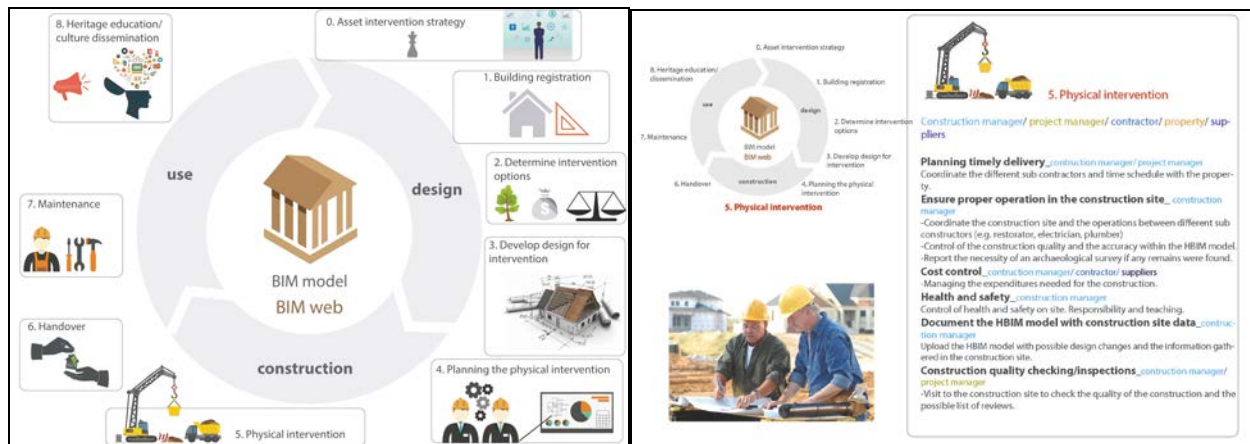 8. Heritage education/
culture dissemination
0. Asset intervention strategy
1. Building registration
2. Determine intervention
options
3. Develop design for
intervention
4. Planning the physical intervention
5. Physical intervention
6. Handover
7. Maintenance
use
design
construction
BIM model
BIM web
0. Asset intervention strategy
8. Heritage education/
dissemination
1. Building registration
use
design
2. Determine intervention
options
7. Maintenance
BIM model
BIM web
3. Develop design for
intervention
6. Handover
construction
4. Planning the physical
intervention
5. Physical intervention
5. Physical intervention
Construction manager/ project manager/ contractor/ property/ sup-
pliers
Planning timely delivery_contruction manager/ project manager
Coordinate the different sub contractors and time schedule with the proper-
ty.
Ensure proper operation in the construction site_ construction
manager
-Coordinate the construction site and the operations between different sub
constructors (e.g. restorator, electrician, plumber)
-Control of the construction quality and the accuracy within the HBIM model.
-Report the necessity of an archaeological survey if any remains were found.
Cost control_contruction manager/ contractor/ suppliers
-Managing the expenditures needed for the construction.
Health and safety_construction manager
Control of health and safety on site. Responsibility and teaching.
Document the HBIM model with construction site data_contruc-
tion manager
Upload the HBIM model with possible design changes and the information gath-
ered in the construction site.
Construction quality checking/inspections_contruction manager/
project manager
-Visit to the construction site to check the quality of the construction and the
possible list of reviews.